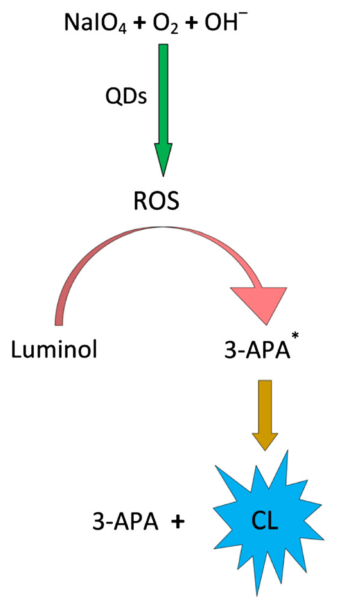 NaIO₄ + O₂ + OH⁻
QDs
ROS
Luminol 3-APA*
3-APA + CL